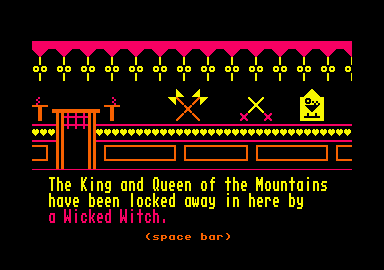 The King and Queen of the Mountains
have been locked away in here by
a Wicked Witch.
(space bar)